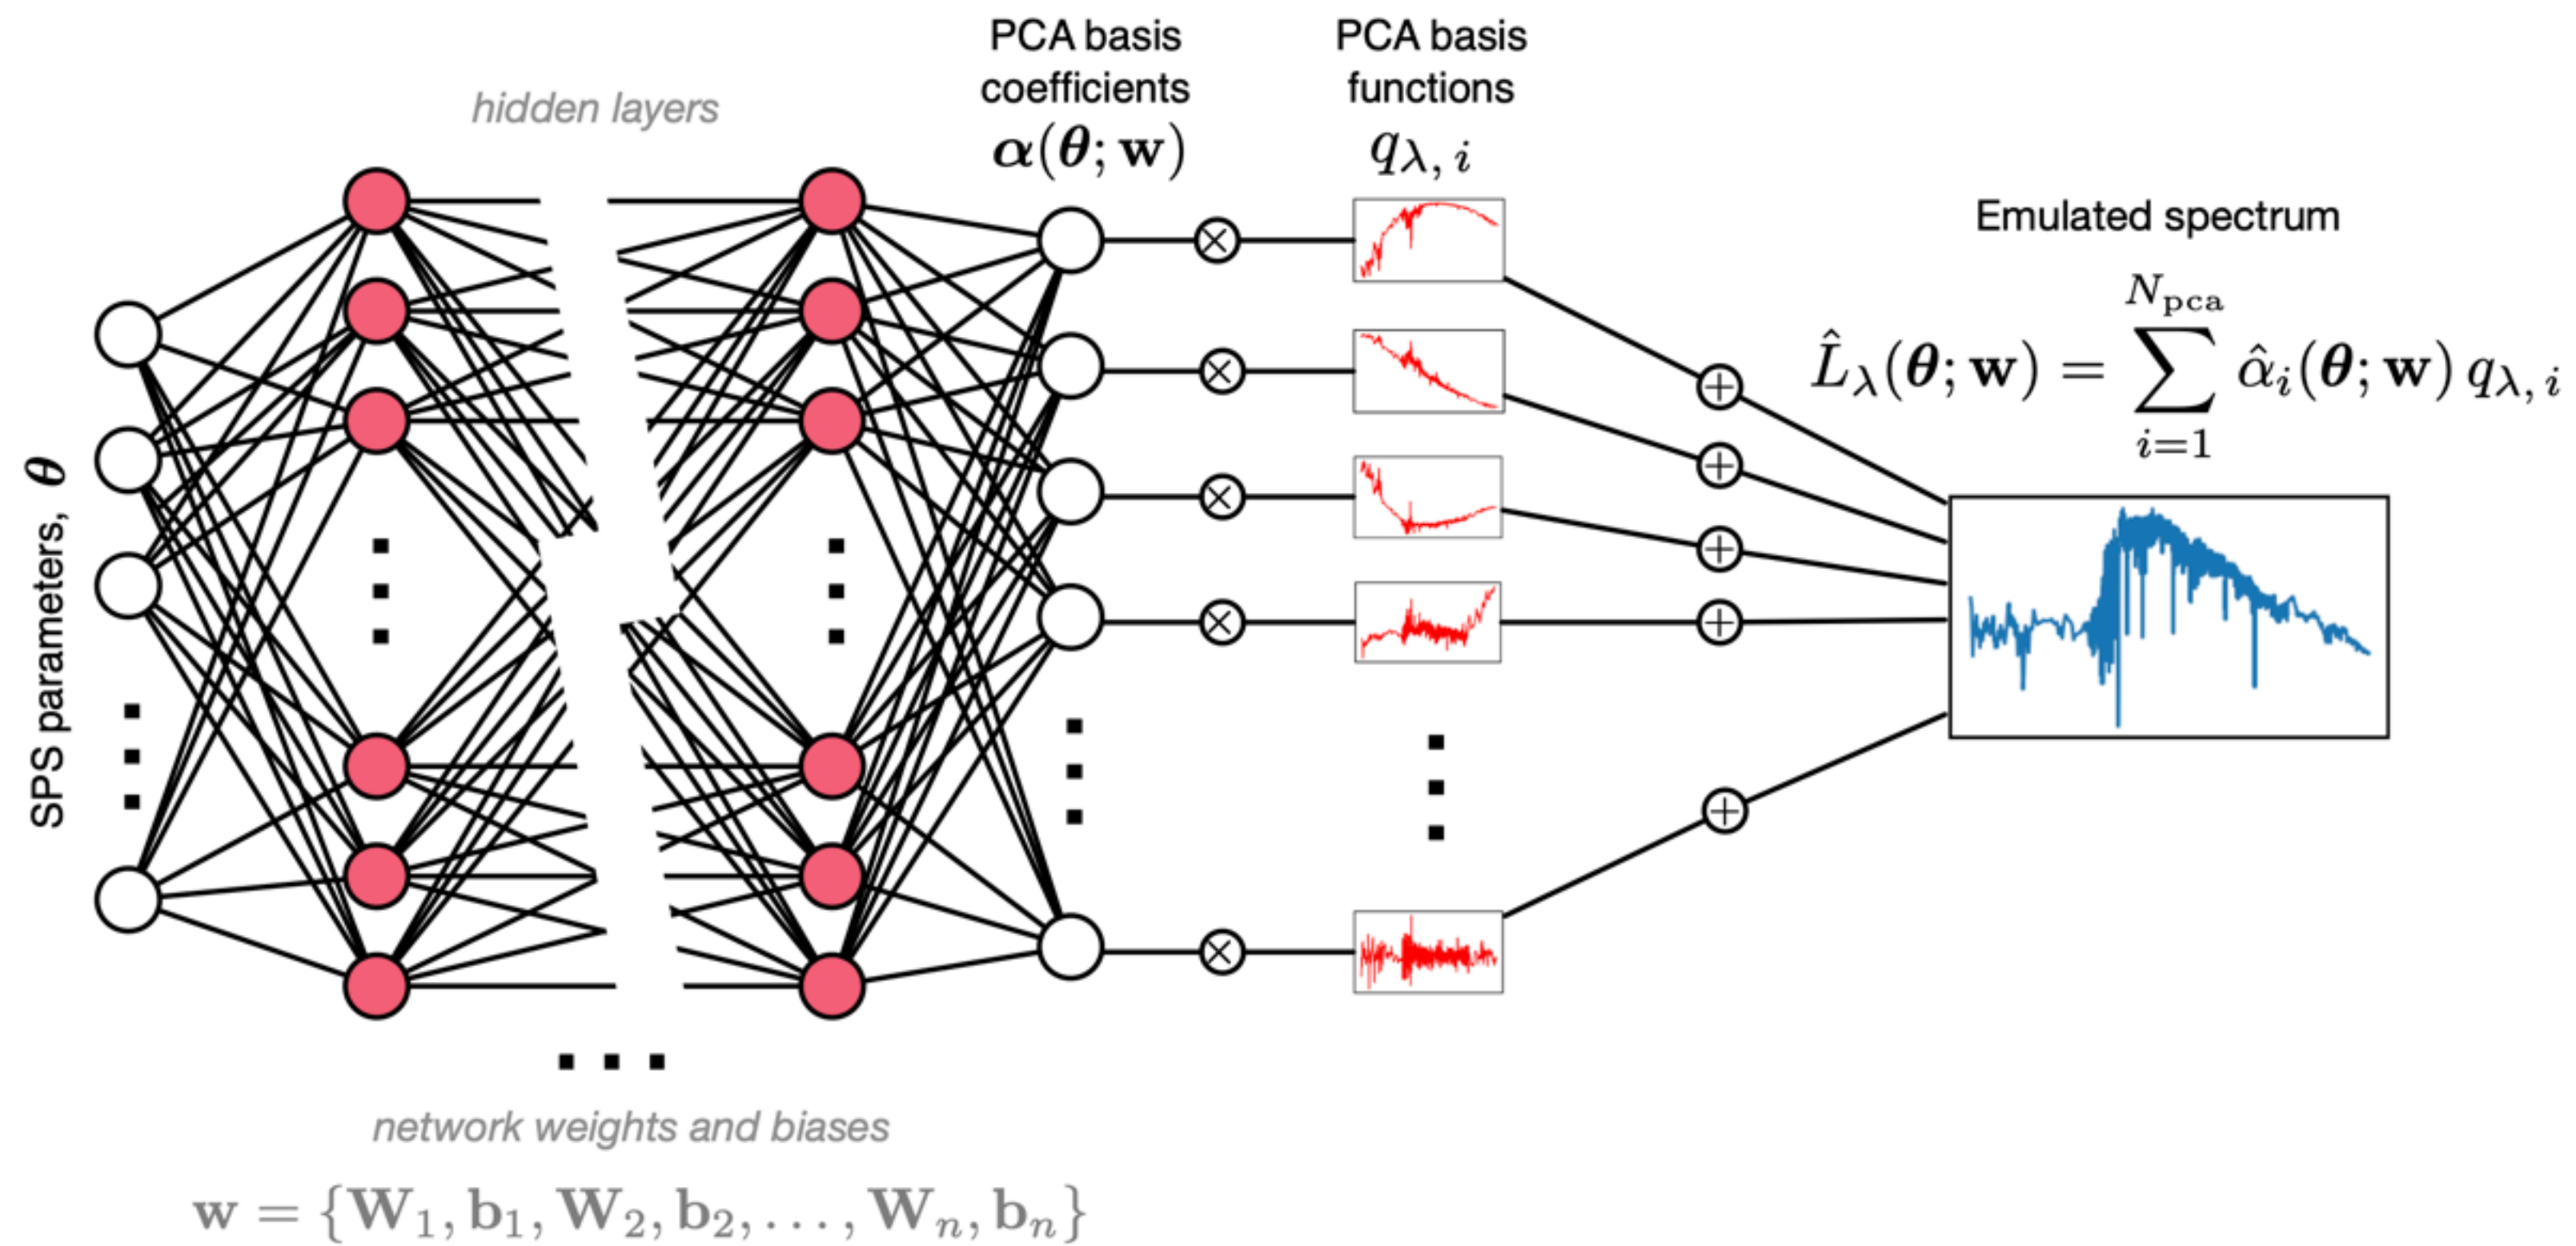 hidden layers
PCA basis
coefficients
α(θ; w)
PCA basis
functions
q_{λ, i}
SPS parameters, θ
Emulated spectrum
L̂_λ(θ; w) = ∑_{i=1}^{N_pca} α̂_i(θ; w) q_{λ, i}
network weights and biases
w = {W_1, b_1, W_2, b_2, . . . , W_n, b_n}